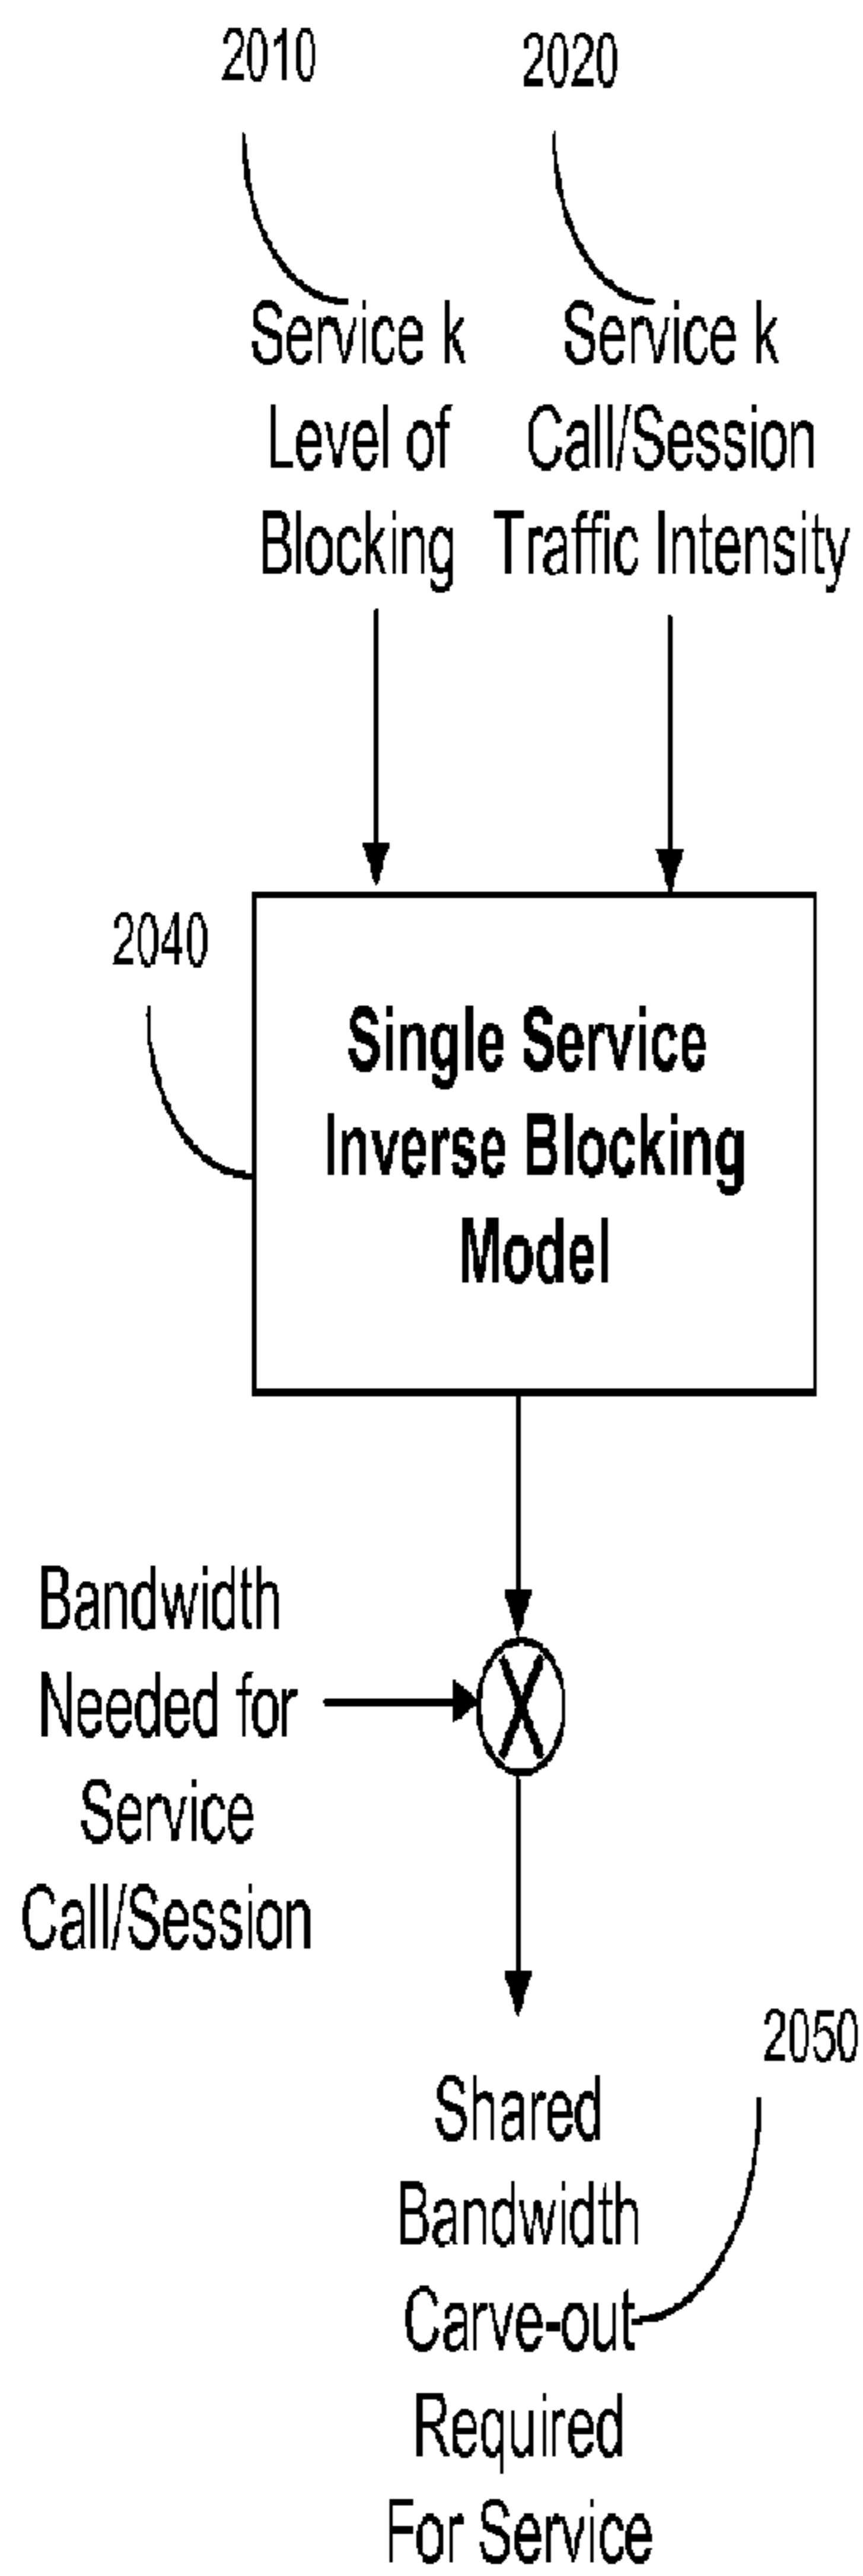 2010
2020
Service k
Level of
Blocking
Service k
Call/Session
Traffic Intensity
2040
Single Service
Inverse Blocking
Model
Bandwidth
Needed for
Service
Call/Session
X
2050
Shared
Bandwidth
Carve-out
Required
For Service